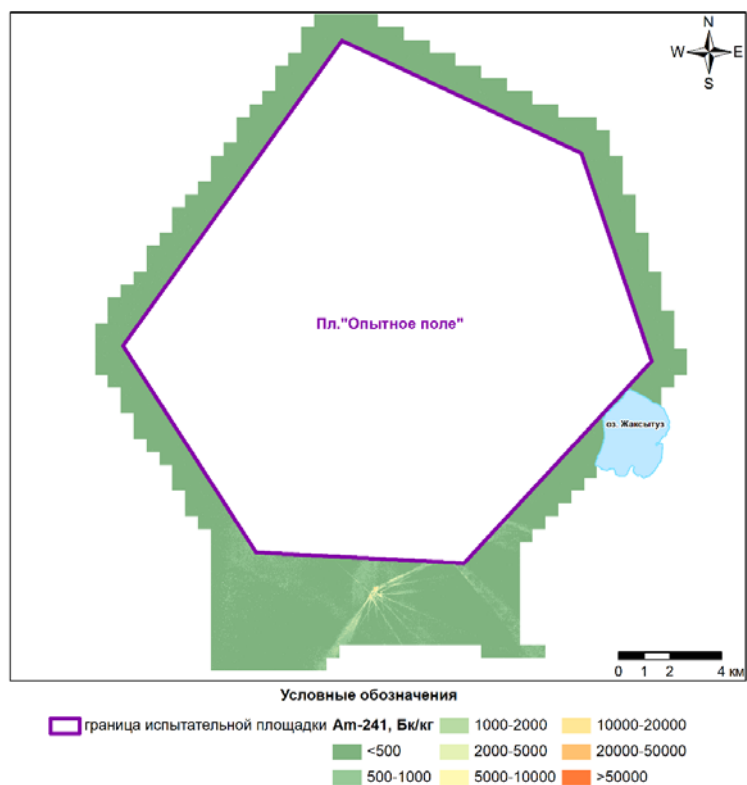 N
W E
S
Пл."Опытное поле"
оз. Жаксытуз
0 1 2 4 км
Условные обозначения
граница испытательной площадки Am-241, Бк/кг 1000-2000 10000-20000
<500 2000-5000 20000-50000
500-1000 5000-10000 >50000